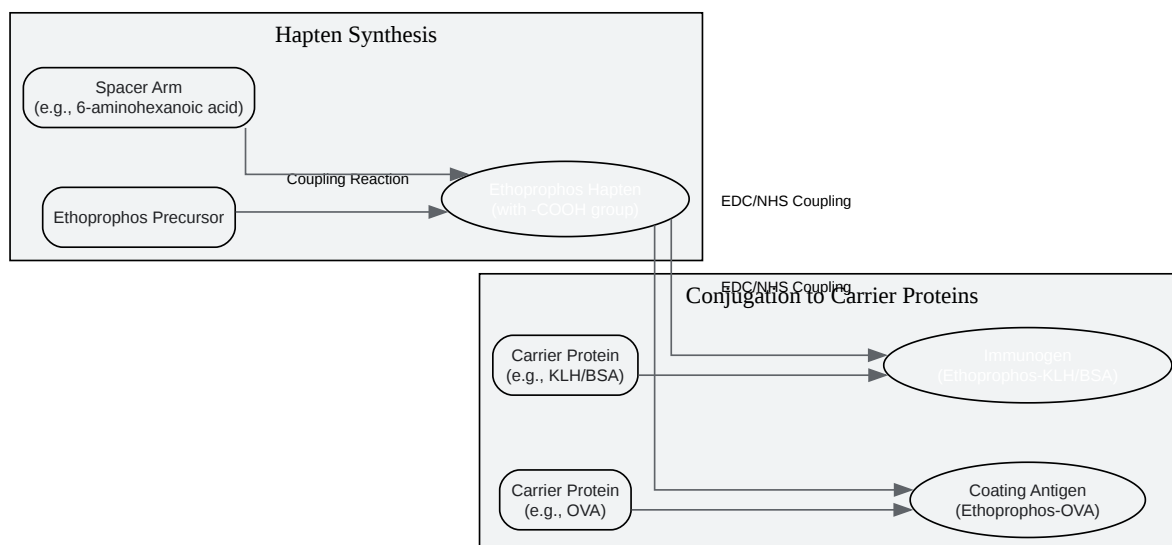 Hapten Synthesis
Spacer Arm
(e.g., 6-aminohexanoic acid)
Coupling Reaction
Ethoprophos Precursor
Ethoprophos Hapten
(with -COOH group)
EDC/NHS Coupling
EDC/NHS Coupling
Conjugation to Carrier Proteins
Carrier Protein
(e.g., KLH/BSA)
Immunogen
(Ethoprophos-KLH/BSA)
Carrier Protein
(e.g., OVA)
Coating Antigen
(Ethoprophos-OVA)